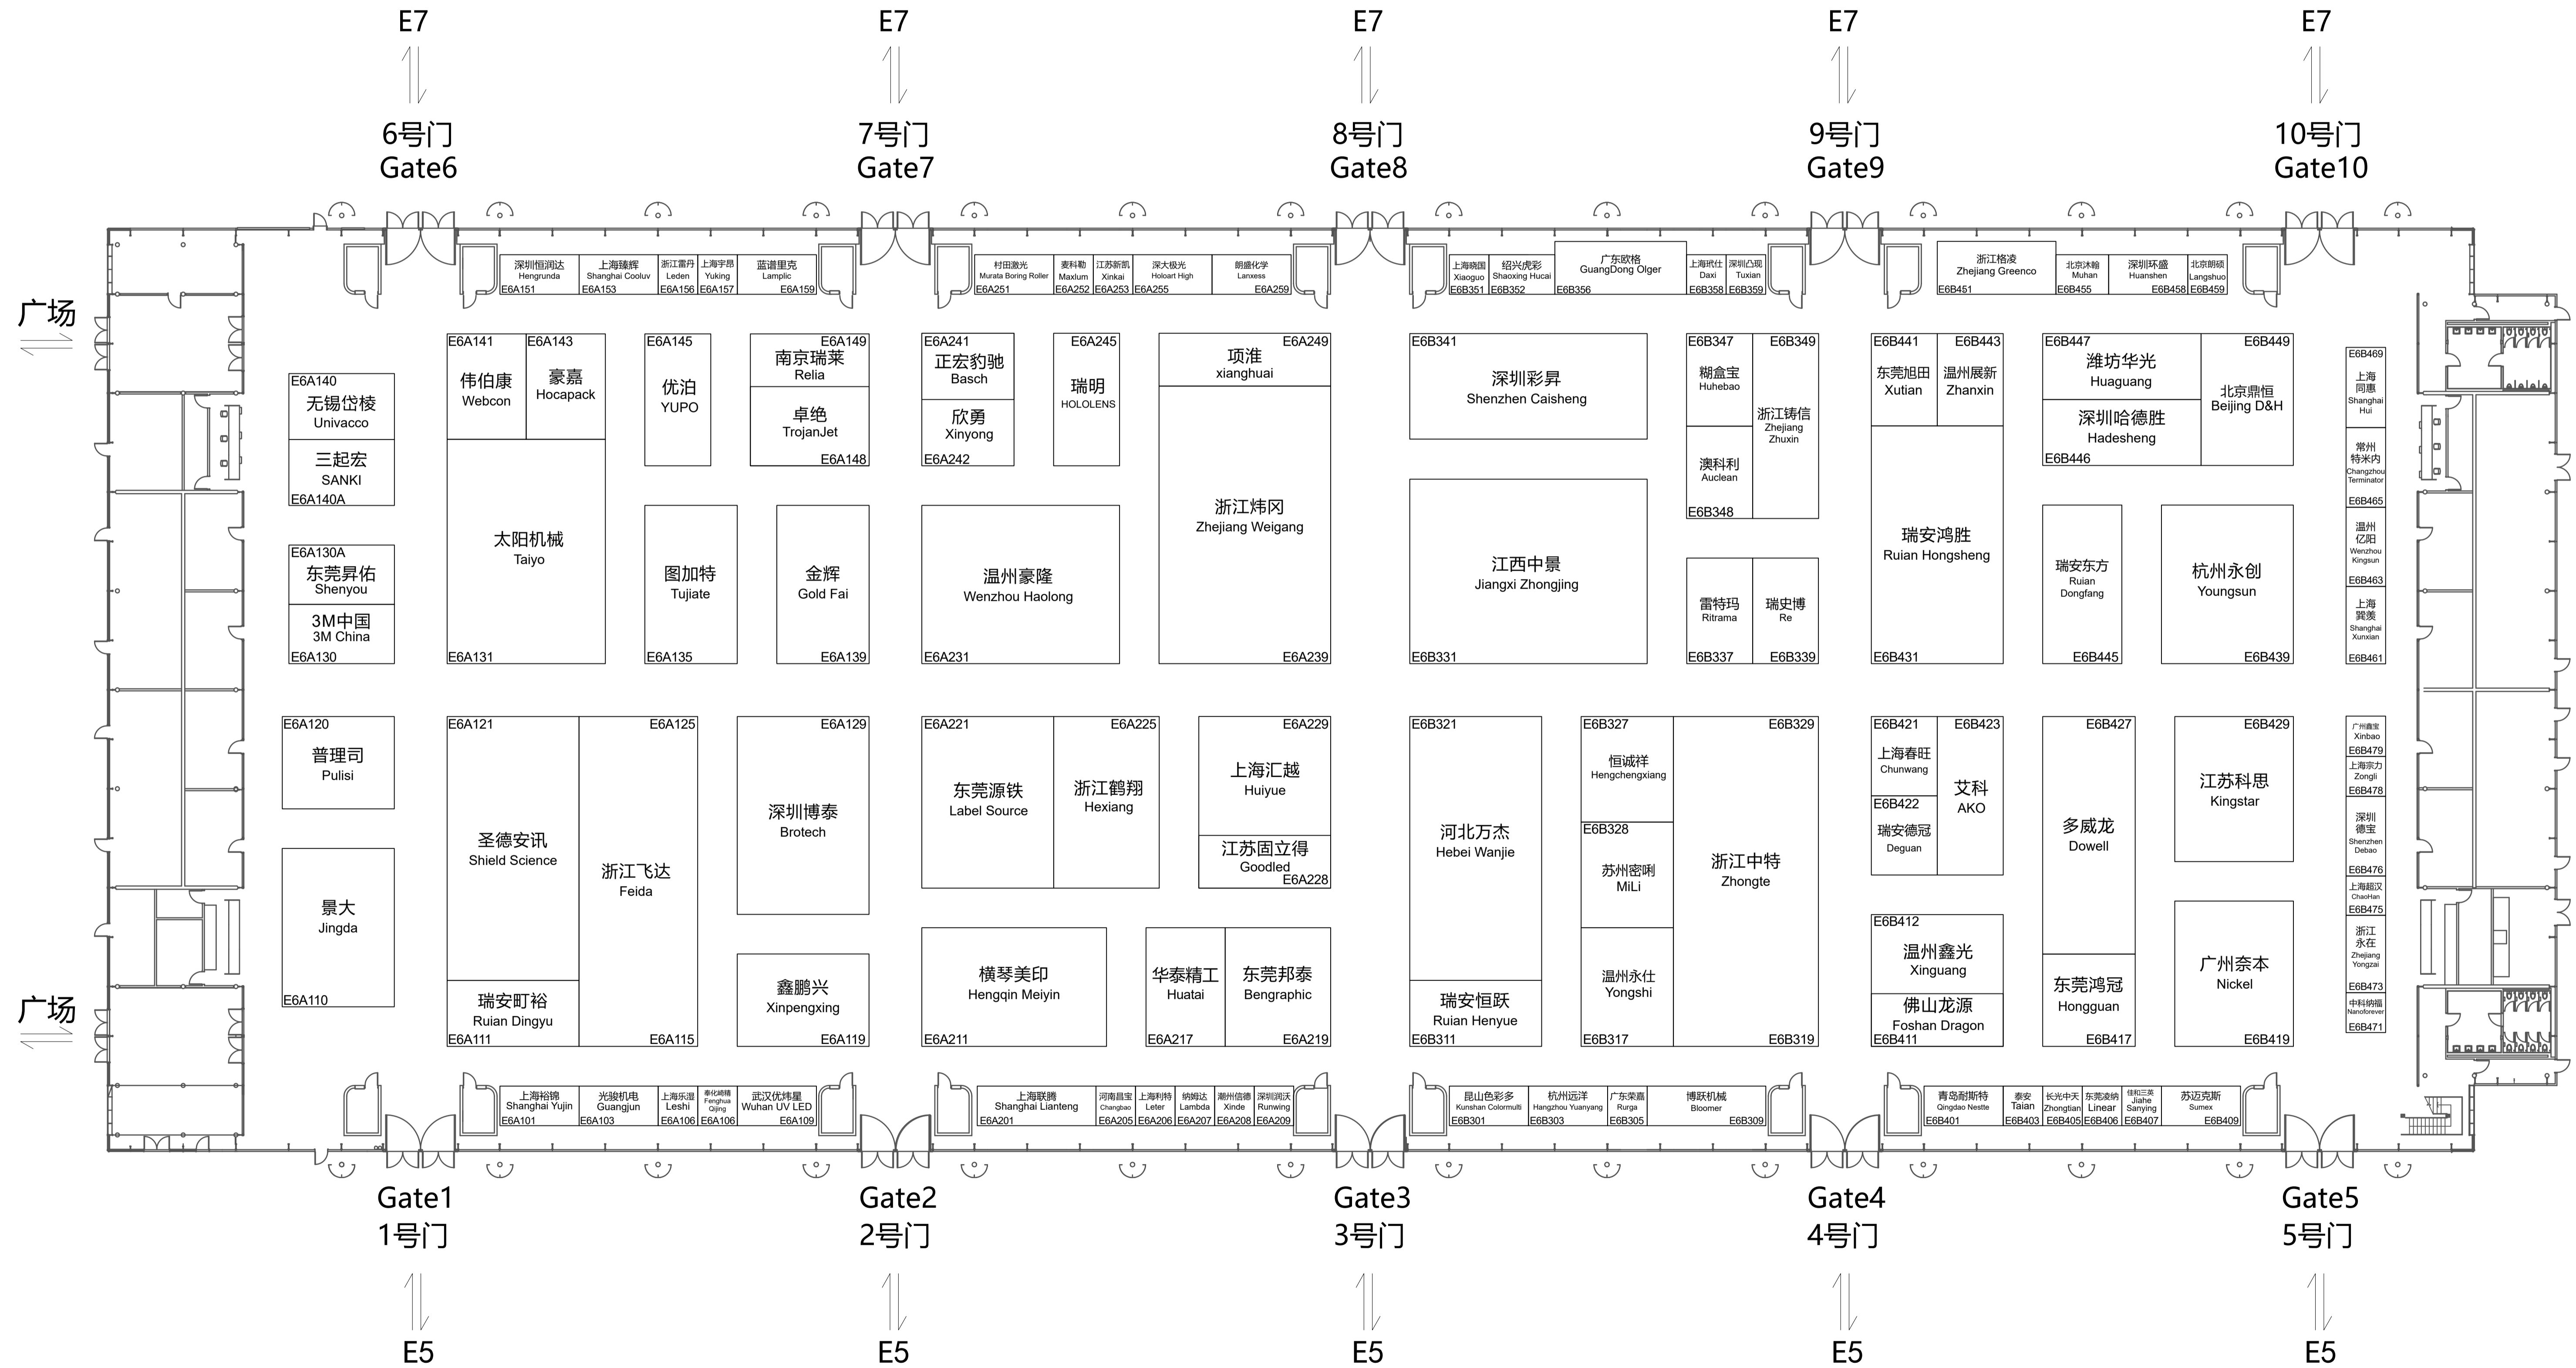 E7
E7
E7
E7
E7
6号门
Gate6
7号门
Gate7
8号门
Gate8
9号门
Gate9
10号门
Gate10
广场
深圳恒润达
Hengrunda
E6A151
上海臻辉
Shanghai Cooluv
E6A153
浙江雷丹
Leden
E6A156
上海宇昂
Yuking
E6A157
蓝谱里克
Lamplic
E6A159
村田激光
Murata Boring Roller
E6A251
麦科勒
Maxlum
E6A252
江苏新凯
Xinkai
E6A253
深大极光
Holoart High
E6A255
朗盛化学
Lanxess
E6A259
上海晓国
Xiaoguo
E6B351
绍兴虎彩
Shaoxing Hucai
E6B352
广东欧格
GuangDong Olger
E6B356
上海玳仕
Daxi
E6B358
深圳凸现
Tuxian
E6B359
浙江格凌
Zhejiang Greenco
E6B451
北京沐翰
Muhan
E6B455
深圳环盛
Huanshen
E6B458
北京朗硕
Langshuo
E6B459
E6A140
无锡岱棱
Univacco
三起宏
SANKI
E6A140A
E6A141
伟伯康
Webcon
E6A143
豪嘉
Hocapack
E6A145
优泊
YUPO
E6A149
南京瑞莱
Relia
卓绝
TrojanJet
E6A148
E6A241
正宏豹驰
Basch
欣勇
Xinyong
E6A242
E6A245
瑞明
HOLOLENS
E6A249
项淮
xianghuai
浙江炜冈
Zhejiang Weigang
E6A239
E6B341
深圳彩昇
Shenzhen Caisheng
E6B347
糊盒宝
Huhebao
澳科利
Auclean
E6B348
E6B349
浙江铸信
Zhejiang
Zhuxin
E6B441
东莞旭田
Xutian
E6B443
温州展新
Zhanxin
E6B447
潍坊华光
Huaguang
深圳哈德胜
Hadesheng
E6B446
E6B449
北京鼎恒
Beijing D&H
E6B469
上海
同惠
Shanghai
Hui
常州
特米内
Changzhou
Terminator
E6B465
温州
亿阳
Wenzhou
Kingsun
E6B463
上海
巽羡
Shanghai
Xunxian
E6B461
E6A130A
东莞昇佑
Shenyou
3M中国
3M China
E6A130
太阳机械
Taiyo
E6A131
图加特
Tujiate
E6A135
金辉
Gold Fai
E6A139
温州豪隆
Wenzhou Haolong
E6A231
江西中景
Jiangxi Zhongjing
E6B331
雷特玛
Ritrama
E6B337
瑞史博
Re
E6B339
瑞安鸿胜
Ruian Hongsheng
E6B431
瑞安东方
Ruian
Dongfang
E6B445
杭州永创
Youngsun
E6B439
E6A120
普理司
Pulisi
景大
Jingda
E6A110
E6A121
圣德安讯
Shield Science
瑞安町裕
Ruian Dingyu
E6A111
E6A125
浙江飞达
Feida
E6A115
E6A129
深圳博泰
Brotech
鑫鹏兴
Xinpengxing
E6A119
E6A221
东莞源铁
Label Source
E6A225
浙江鹤翔
Hexiang
E6A229
上海汇越
Huiyue
江苏固立得
Goodled
E6A228
横琴美印
Hengqin Meiyin
E6A211
华泰精工
Huatai
E6A217
东莞邦泰
Bengraphic
E6A219
E6B321
河北万杰
Hebei Wanjie
瑞安恒跃
Ruian Henyue
E6B311
E6B327
恒诚祥
Hengchengxiang
E6B328
苏州密唎
MiLi
温州永仕
Yongshi
E6B317
E6B329
浙江中特
Zhongte
E6B319
E6B421
上海春旺
Chunwang
E6B422
瑞安德冠
Deguan
E6B423
艾科
AKO
E6B412
温州鑫光
Xinguang
佛山龙源
Foshan Dragon
E6B411
E6B427
多威龙
Dowell
东莞鸿冠
Hongguan
E6B417
E6B429
江苏科思
Kingstar
广州奈本
Nickel
E6B419
广州鑫宝
Xinbao
E6B479
上海宗力
Zongli
E6B478
深圳
德宝
Shenzhen
Debao
E6B476
上海超汉
ChaoHan
E6B475
浙江
永在
Zhejiang
Yongzai
E6B473
中科纳福
Nanoforever
E6B471
广场
上海裕锦
Shanghai Yujin
E6A101
光骏机电
Guangjun
E6A103
上海乐湿
Leshi
E6A106
奉化崎精
Fenghua
Qijing
E6A106
武汉优炜星
Wuhan UV LED
E6A109
上海联腾
Shanghai Lianteng
E6A201
河南昌宝
Changbao
E6A205
上海利特
Leter
E6A206
纳姆达
Lambda
E6A207
潮州信德
Xinde
E6A208
深圳润沃
Runwing
E6A209
昆山色彩多
Kunshan Colormulti
E6B301
杭州远洋
Hangzhou Yuanyang
E6B303
广东荣嘉
Rurga
E6B305
博跃机械
Bloomer
E6B309
青岛耐斯特
Qingdao Nestte
E6B401
泰安
Taian
E6B403
长光中天
Zhongtian
E6B405
东莞凌纳
Linear
E6B406
佳和三英
Jiahe
Sanying
E6B407
苏迈克斯
Sumex
E6B409
Gate1
1号门
Gate2
2号门
Gate3
3号门
Gate4
4号门
Gate5
5号门
E5
E5
E5
E5
E5